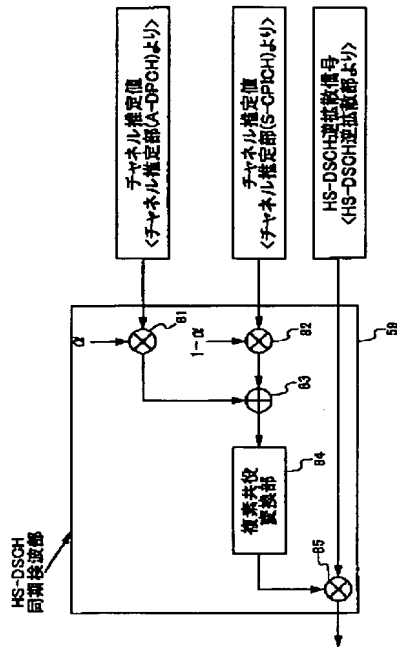 HS-DSCH
同期検波部
α
チャネル推定値
<チャネル推定部(A-DPCH)より>
81
1-α
チャネル推定値
<チャネル推定部(S-CPICH)より>
82
83
複素共役
変換部
84
HS-DSCH逆拡散信号
<HS-DSCH逆拡散部より>
85
59